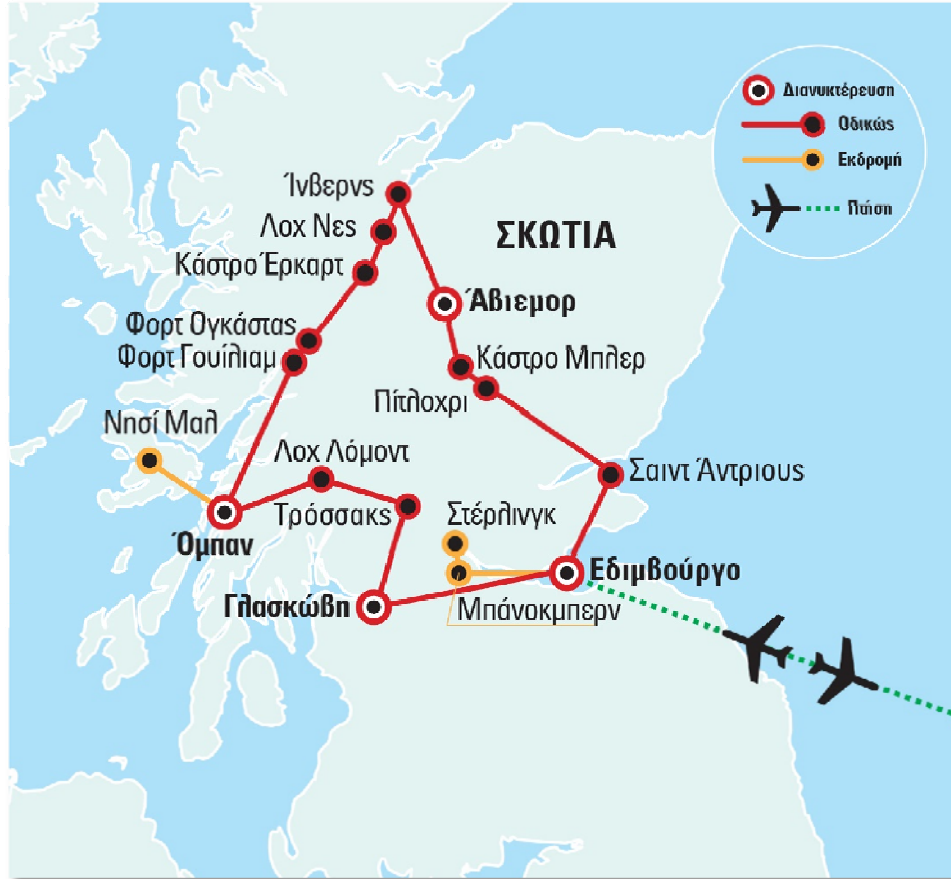 Διανυκτέρευση
Οδικώς
Εκδρομή
Πτήση
Ίνβερνς
Λοχ Νες
ΣΚΩΤΙΑ
Κάστρο Έρκαρτ
Άβιεμορ
Φορτ Ογκάστας
Φορτ Γουίλιαμ
Κάστρο Μπλερ
Πίτλοχρι
Νησί Μαλ
Λοχ Λόμοντ
Σαιντ Άντριους
Τρόσσακς
Στέρλινγκ
Όμπαν
Εδιμβούργο
Γλασκώβη
Μπάνοκμπερν